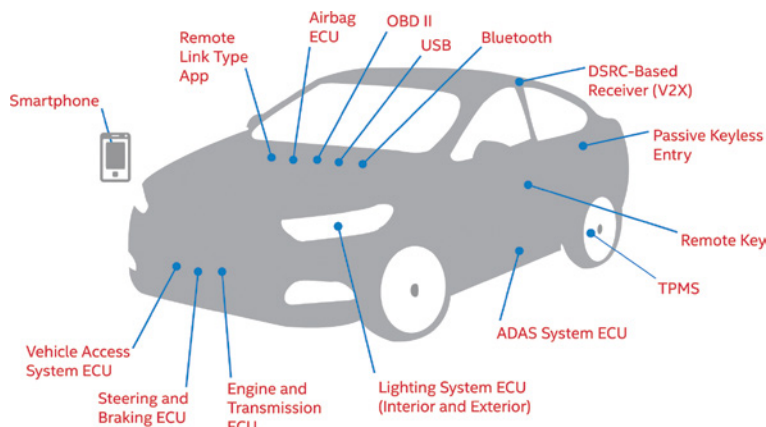 Airbag
ECU
OBD II
Remote
Link Type
App
USB
Bluetooth
DSRC-Based
Receiver (V2X)
Smartphone
Passive Keyless
Entry
Remote Key
TPMS
ADAS System ECU
Vehicle Access
System ECU
Steering and
Braking ECU
Engine and
Transmission
ECU
Lighting System ECU
(Interior and Exterior)